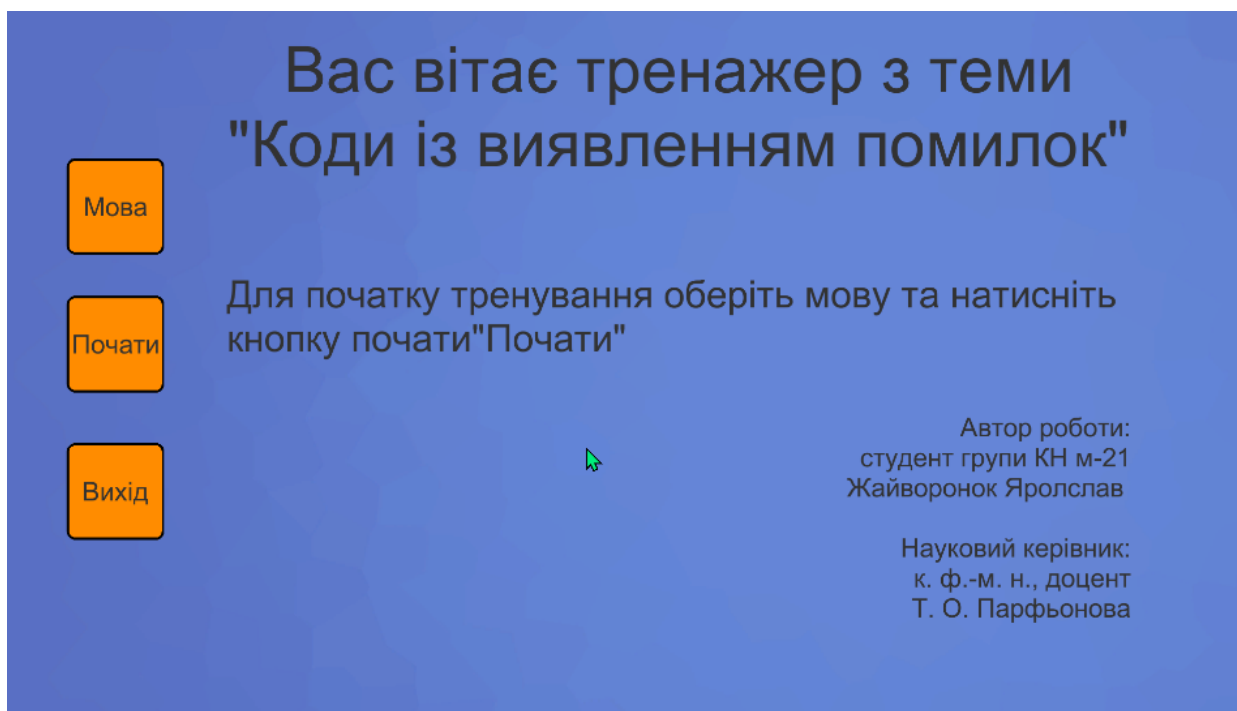 Вас вітає тренажер з теми
"Коди із виявленням помилок"
Мова
Для початку тренування оберіть мову та натисніть
кнопку почати"Почати"
Почати
Автор роботи:
студент групи КН м-21
Жайворонок Яролслав
Вихід
Науковий керівник:
к. ф.-м. н., доцент
Т. О. Парфьонова